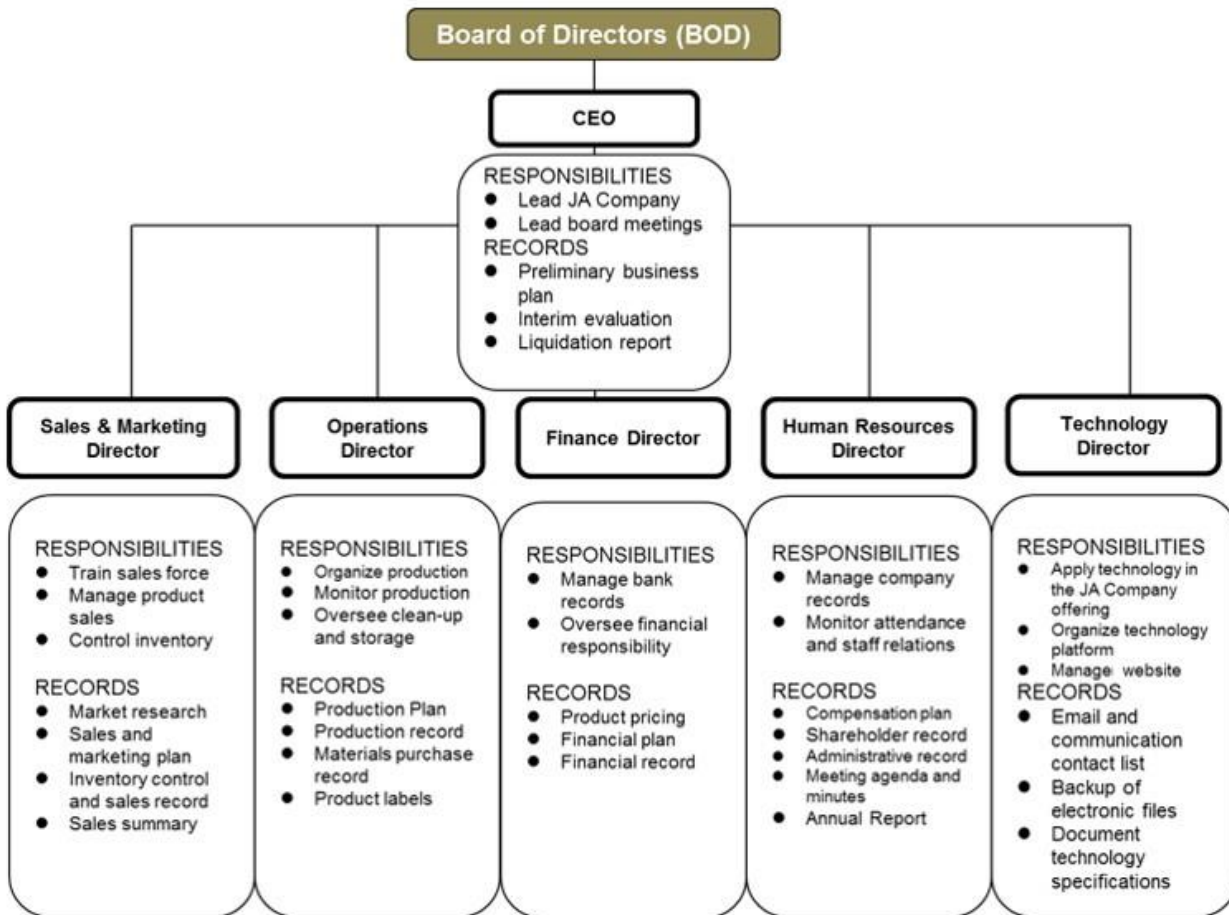 Board of Directors (BOD)
CEO
RESPONSIBILITIES
● Lead JA Company
● Lead board meetings
RECORDS
● Preliminary business
plan
● Interim evaluation
● Liquidation report
Sales & Marketing
Director
Operations
Director
Finance Director
Human Resources
Director
Technology
Director
RESPONSIBILITIES
● Train sales force
● Manage product
sales
● Control inventory
RECORDS
● Market research
● Sales and
marketing plan
● Inventory control
and sales record
● Sales summary
RESPONSIBILITIES
● Organize production
● Monitor production
● Oversee clean-up
and storage
RECORDS
● Production Plan
● Production record
● Materials purchase
record
● Product labels
RESPONSIBILITIES
● Manage bank
records
● Oversee financial
responsibility
RECORDS
● Product pricing
● Financial plan
● Financial record
RESPONSIBILITIES
● Manage company
records
● Monitor attendance
and staff relations
RECORDS
● Compensation plan
● Shareholder record
● Administrative record
● Meeting agenda and
minutes
● Annual Report
RESPONSIBILITIES
● Apply technology in
the JA Company
offering
● Organize technology
platform
● Manage website
RECORDS
● Email and
communication
contact list
● Backup of
electronic files
● Document
technology
specifications